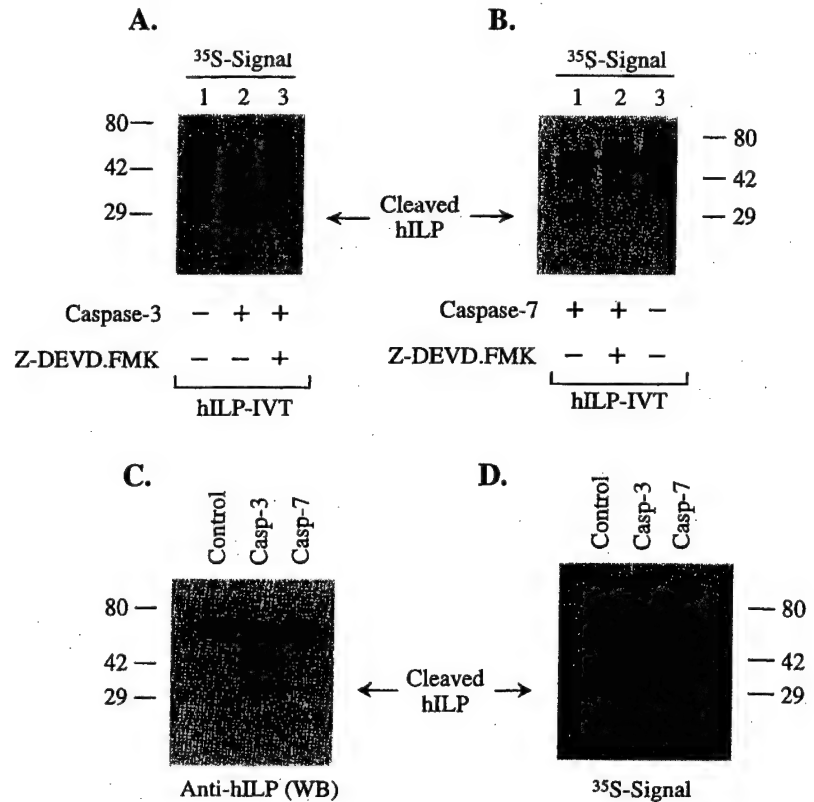 A.
³⁵S-Signal
1 2 3
80
42
29
Caspase-3 − + +
Z-DEVD.FMK − − +
hILP-IVT
B.
³⁵S-Signal
1 2 3
80
42
29
Cleaved
hILP
Caspase-7 + + −
Z-DEVD.FMK − + −
hILP-IVT
C.
Control Casp-3 Casp-7
80
42
29
Anti-hILP (WB)
Cleaved
hILP
D.
Control Casp-3 Casp-7
80
42
29
³⁵S-Signal